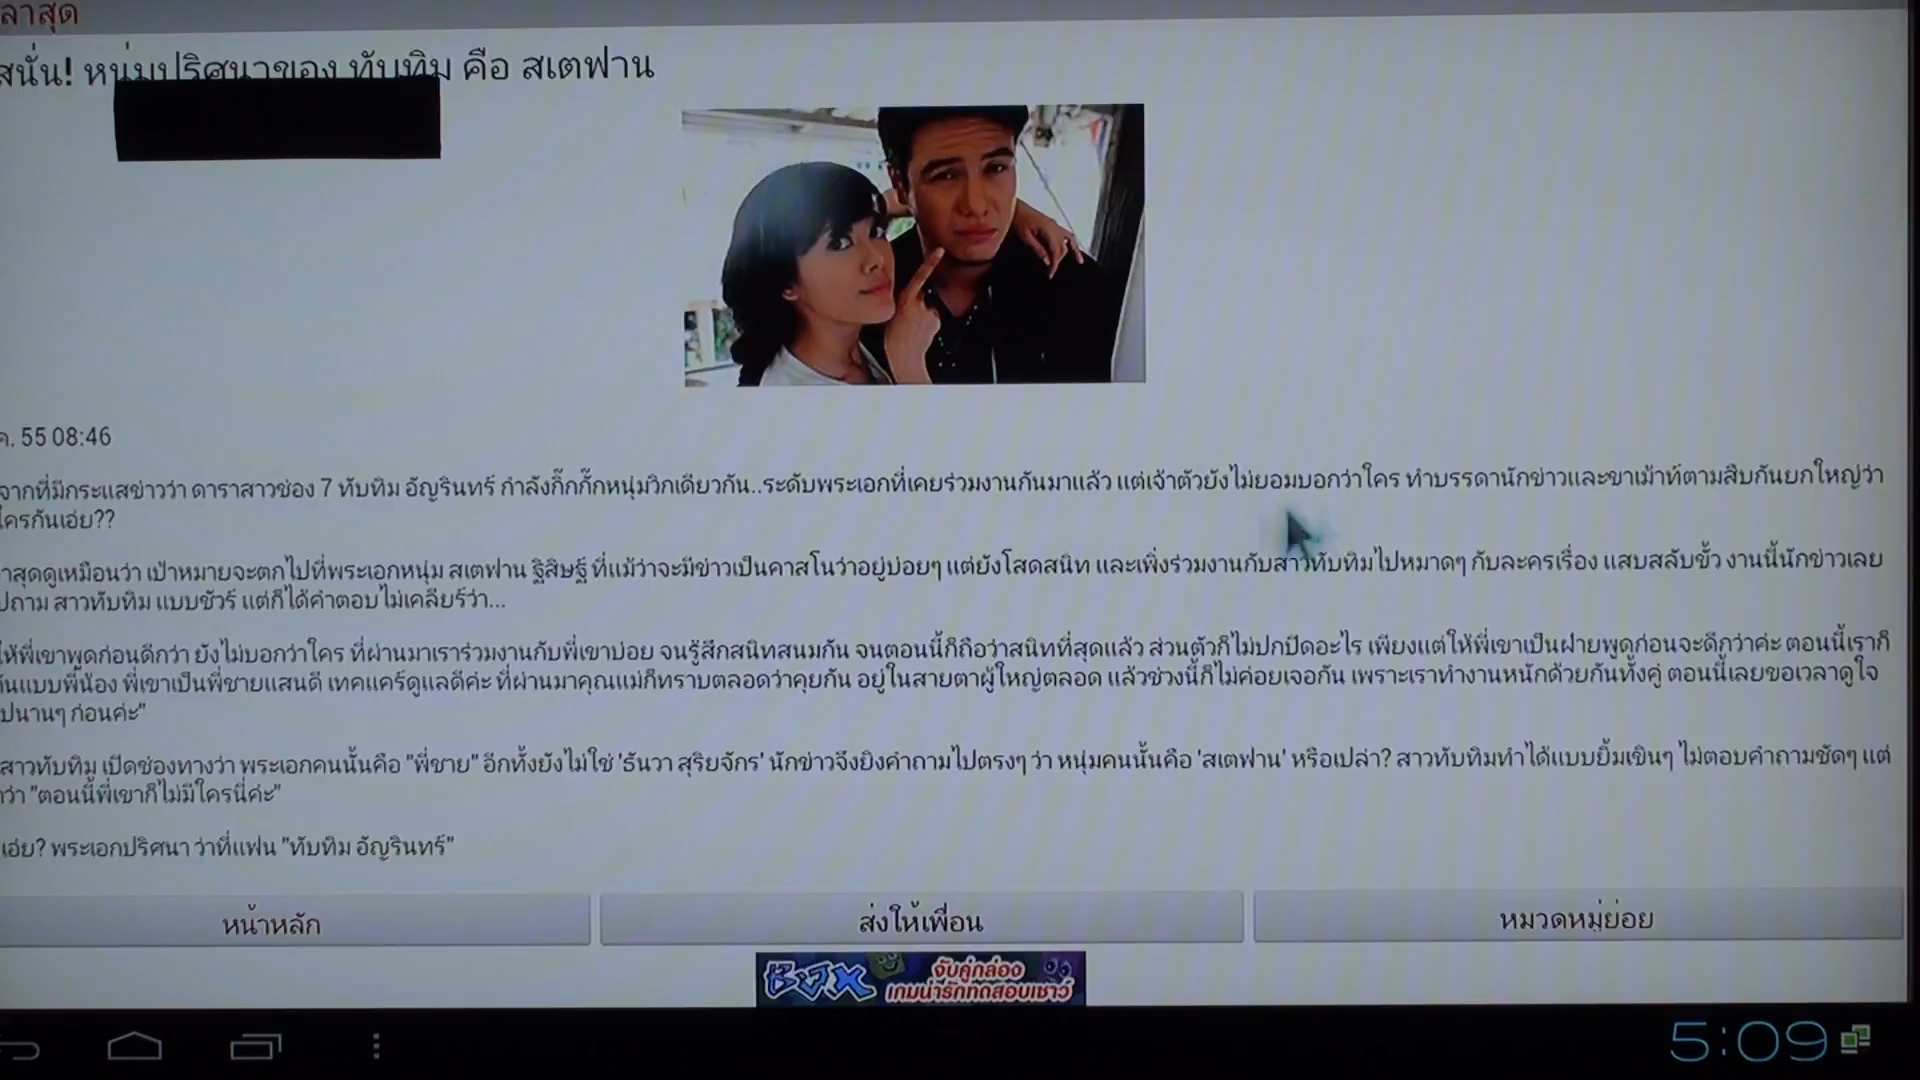 ลาสุด
สนั่น! หนุ่มปริศนาของ ทับทิม คือ สเตฟาน
ค. 55 08:46
จากที่มีกระแสข่าวว่า ดาราสาวช่อง 7 ทับทิม อัญรินทร์ กำลังกิ๊กกั๊กหนุ่มวิกเดียวกัน..ระดับพระเอกที่เคยร่วมงานกันมาแล้ว แต่เจ้าตัวยังไม่ยอมบอกว่าใคร ทำบรรดานักข่าวและขาเม้าท์ตามสืบกันยกใหญ่ว่า
ใครกันเอ่ย??
าสุดดูเหมือนว่า เป้าหมายจะตกไปที่พระเอกหนุ่ม สเตฟาน ฐิสิษฐ์ ที่แม้ว่าจะมีข่าวเป็นคาสโนว่าอยู่บ่อยๆ แต่ยังโสดสนิท และเพิ่งร่วมงานกับสาวทับทิมไปหมาดๆ กับละครเรื่อง แสบสลับขั้ว งานนี้นักข่าวเลย
ปถาม สาวทับทิม แบบชัวร์ แต่ก็ได้คำตอบไม่เคลียร์ว่า...
ให้พี่เขาพูดก่อนดีกว่า ยังไม่บอกว่าใคร ที่ผ่านมาเราร่วมงานกับพี่เขาบ่อย จนรู้สึกสนิทสนมกัน จนตอนนี้ก็ถือว่าสนิทที่สุดแล้ว ส่วนตัวก็ไม่ปกปิดอะไร เพียงแต่ให้พี่เขาเป็นฝ่ายพูดก่อนจะดีกว่าค่ะ ตอนนี้เราก็
กันแบบพี่น้อง พี่เขาเป็นพี่ชายแสนดี เทคแคร์ดูแลดีค่ะ ที่ผ่านมาคุณแม่ก็ทราบตลอดว่าคุยกัน อยู่ในสายตาผู้ใหญ่ตลอด แล้วช่วงนี้ก็ไม่ค่อยเจอกัน เพราะเราทำงานหนักด้วยกันทั้งคู่ ตอนนี้เลยขอเวลาดูใจ
ปนานๆ ก่อนค่ะ"
สาวทับทิม เปิดช่องทางว่า พระเอกคนนั้นคือ "พี่ชาย" อีกทั้งยังไม่ใช่ 'ธันวา สุริยจักร' นักข่าวจึงยิงคำถามไปตรงๆ ว่า หนุ่มคนนั้นคือ 'สเตฟาน' หรือเปล่า? สาวทับทิมทำได้แบบยิ้มเขินๆ ไม่ตอบคำถามชัดๆ แต่
ว่า "ตอนนี้พี่เขาก็ไม่มีใครนี่ค่ะ"
เอ่ย? พระเอกปริศนา ว่าที่แฟน "ทับทิม อัญรินทร์"
หน้าหลัก
ส่งให้เพื่อน
หมวดหมู่ย่อย
BOX
จับคู่กล่อง
เกมน่ารักทดสอบเชาว์
5:09